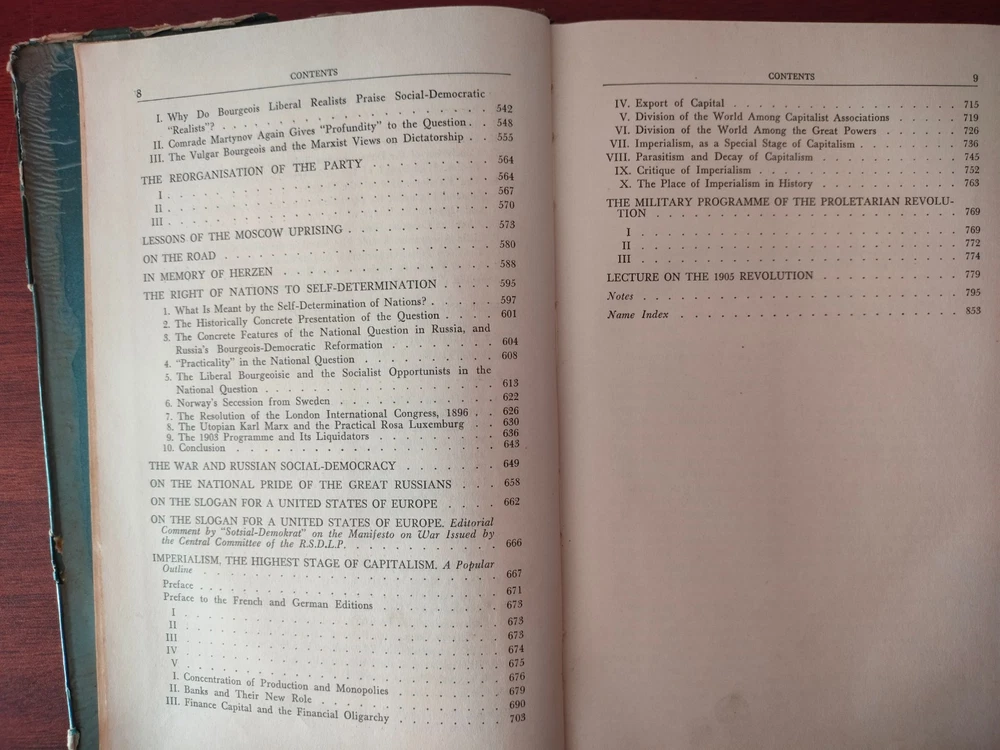 8 CONTENTS
I. Why Do Bourgeois Liberal Realists Praise Social-Democratic
"Realists"? . . . . . . . . . . . . . . . . . . 542
II. Comrade Martynov Again Gives "Profundity" to the Question . . 548
III. The Vulgar Bourgeois and the Marxist Views on Dictatorship . . 555
THE REORGANISATION OF THE PARTY . . . . . . . . . 564
I . . . . . . . . . . . . . . . . . . . . . . 564
II . . . . . . . . . . . . . . . . . . . . . . 567
III . . . . . . . . . . . . . . . . . . . . . . 570
LESSONS OF THE MOSCOW UPRISING . . . . . . . . . . 573
ON THE ROAD . . . . . . . . . . . . . . . . . . 580
IN MEMORY OF HERZEN . . . . . . . . . . . . . . . 588
THE RIGHT OF NATIONS TO SELF-DETERMINATION . . . . 595
1. What Is Meant by the Self-Determination of Nations? . . . . . 597
2. The Historically Concrete Presentation of the Question . . . . 601
3. The Concrete Features of the National Question in Russia, and
Russia's Bourgeois-Democratic Reformation . . . . . . . . 604
4. "Practicality" in the National Question . . . . . . . . . . 608
5. The Liberal Bourgeoisie and the Socialist Opportunists in the
National Question . . . . . . . . . . . . . . . . . 613
6. Norway's Secession from Sweden . . . . . . . . . . . . 622
7. The Resolution of the London International Congress, 1896 . . 626
8. The Utopian Karl Marx and the Practical Rosa Luxemburg . . 630
9. The 1903 Programme and Its Liquidators . . . . . . . . . 636
10. Conclusion . . . . . . . . . . . . . . . . . . . 643
THE WAR AND RUSSIAN SOCIAL-DEMOCRACY . . . . . . . 649
ON THE NATIONAL PRIDE OF THE GREAT RUSSIANS . . . 658
ON THE SLOGAN FOR A UNITED STATES OF EUROPE . . . . 662
ON THE SLOGAN FOR A UNITED STATES OF EUROPE. Editorial
Comment by "Sotsial-Demokrat" on the Manifesto on War Issued by
the Central Committee of the R.S.D.L.P. . . . . . . . . . . 666
IMPERIALISM, THE HIGHEST STAGE OF CAPITALISM. A Popular
Outline . . . . . . . . . . . . . . . . . . . . . 667
Preface . . . . . . . . . . . . . . . . . . . . . 671
Preface to the French and German Editions . . . . . . . . . 673
I . . . . . . . . . . . . . . . . . . . . . . 673
II . . . . . . . . . . . . . . . . . . . . . . 673
III . . . . . . . . . . . . . . . . . . . . . . 674
IV . . . . . . . . . . . . . . . . . . . . . . 675
V . . . . . . . . . . . . . . . . . . . . . . 676
I. Concentration of Production and Monopolies . . . . . . . 679
II. Banks and Their New Role . . . . . . . . . . . . . 690
III. Finance Capital and the Financial Oligarchy . . . . . . . 703
CONTENTS 9
IV. Export of Capital . . . . . . . . . . . . . . . . . 715
V. Division of the World Among Capitalist Associations . . . . . 719
VI. Division of the World Among the Great Powers . . . . . . . 726
VII. Imperialism, as a Special Stage of Capitalism . . . . . . . . 736
VIII. Parasitism and Decay of Capitalism . . . . . . . . . . . 745
IX. Critique of Imperialism . . . . . . . . . . . . . . . 752
X. The Place of Imperialism in History . . . . . . . . . . . 763
THE MILITARY PROGRAMME OF THE PROLETARIAN REVOLU-
TION . . . . . . . . . . . . . . . . . . . . . . 769
I . . . . . . . . . . . . . . . . . . . . . . 769
II . . . . . . . . . . . . . . . . . . . . . . 772
III . . . . . . . . . . . . . . . . . . . . . . 774
LECTURE ON THE 1905 REVOLUTION . . . . . . . . . . . 779
Notes . . . . . . . . . . . . . . . . . . . . . . 795
Name Index . . . . . . . . . . . . . . . . . . . . 853